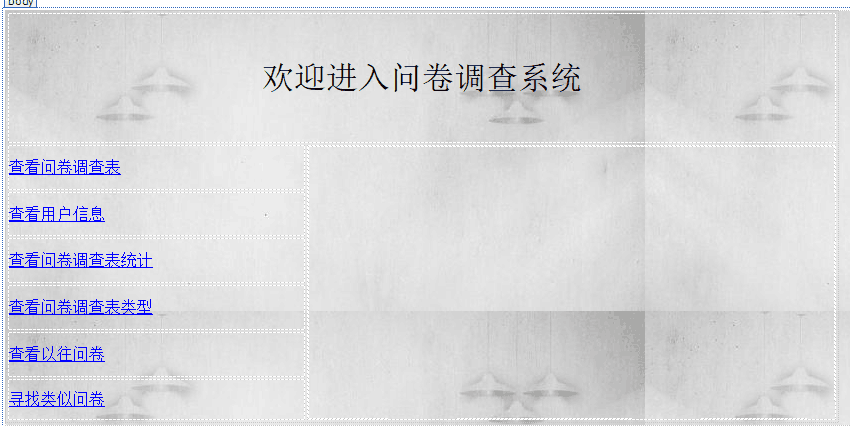 body
欢迎进入问卷调查系统
查看问卷调查表
查看用户信息
查看问卷调查表统计
查看问卷调查表类型
查看以往问卷
寻找类似问卷